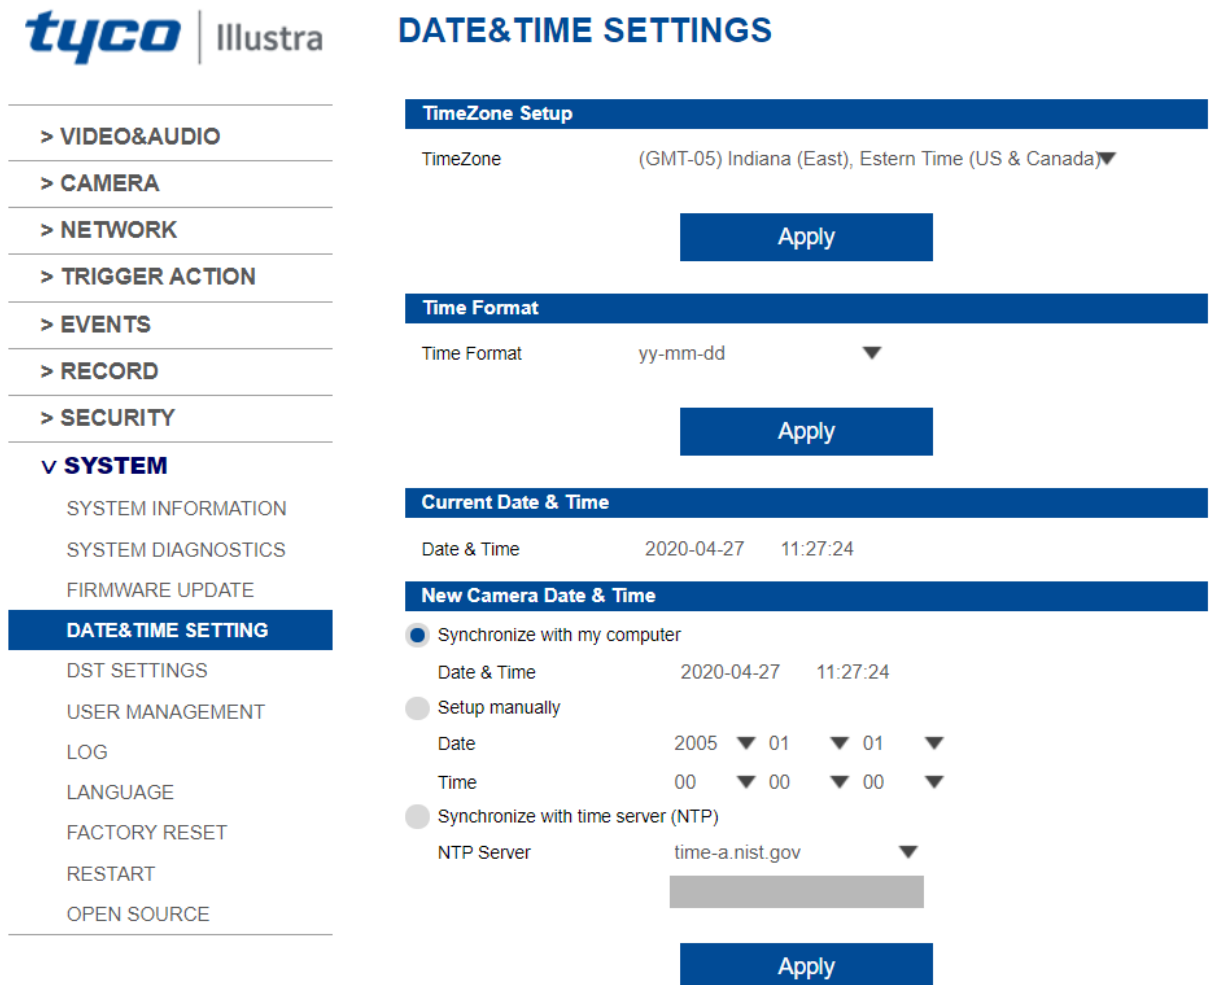 tyco | Illustra
DATE&TIME SETTINGS
> VIDEO&AUDIO
> CAMERA
> NETWORK
> TRIGGER ACTION
> EVENTS
> RECORD
> SECURITY
v SYSTEM
SYSTEM INFORMATION
SYSTEM DIAGNOSTICS
FIRMWARE UPDATE
DATE&TIME SETTING
DST SETTINGS
USER MANAGEMENT
LOG
LANGUAGE
FACTORY RESET
RESTART
OPEN SOURCE
TimeZone Setup
TimeZone (GMT-05) Indiana (East), Estern Time (US & Canada)
Apply
Time Format
Time Format yy-mm-dd
Apply
Current Date & Time
Date & Time 2020-04-27 11:27:24
New Camera Date & Time
Synchronize with my computer
Date & Time 2020-04-27 11:27:24
Setup manually
Date 2005 01 01
Time 00 00 00
Synchronize with time server (NTP)
NTP Server time-a.nist.gov
Apply